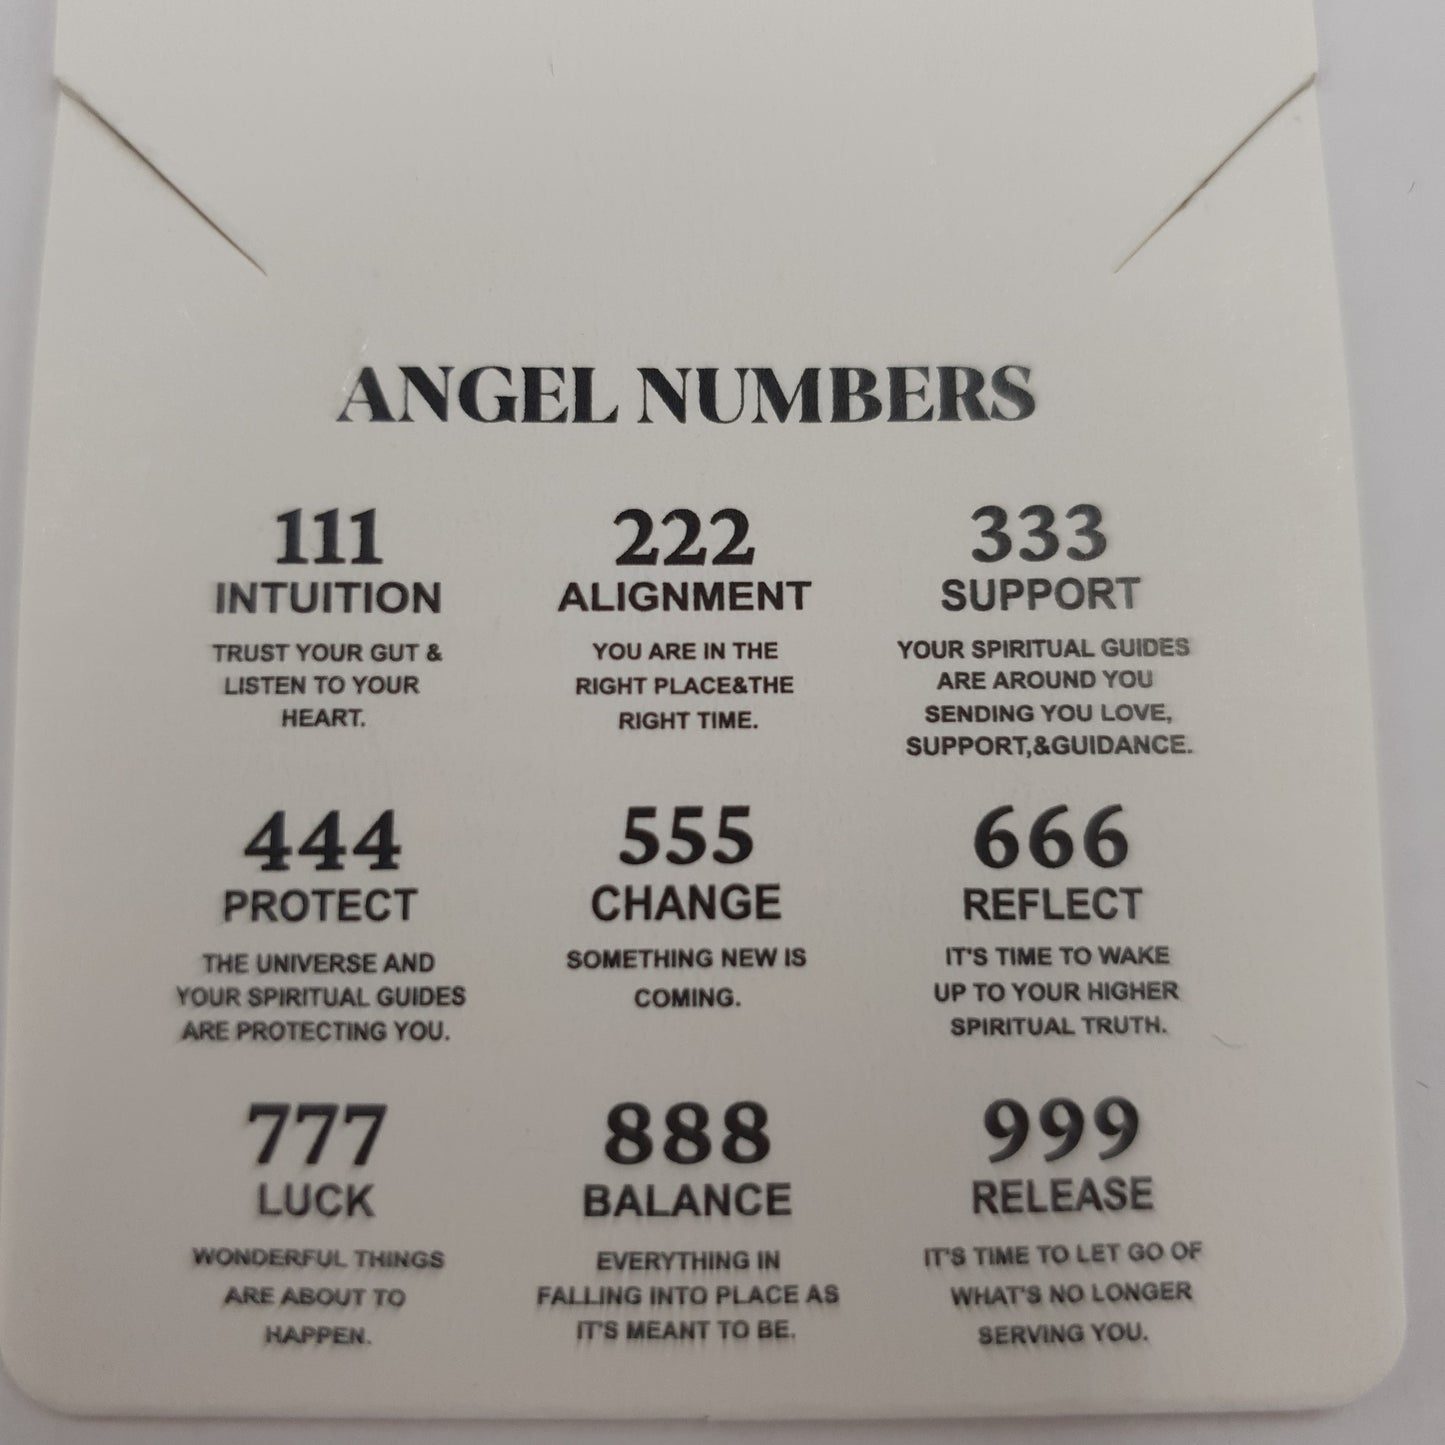 ANGEL NUMBERS
111
INTUITION
TRUST YOUR GUT &
LISTEN TO YOUR
HEART.
222
ALIGNMENT
YOU ARE IN THE
RIGHT PLACE&THE
RIGHT TIME.
333
SUPPORT
YOUR SPIRITUAL GUIDES
ARE AROUND YOU
SENDING YOU LOVE,
SUPPORT,&GUIDANCE.
444
PROTECT
THE UNIVERSE AND
YOUR SPIRITUAL GUIDES
ARE PROTECTING YOU.
555
CHANGE
SOMETHING NEW IS
COMING.
666
REFLECT
IT'S TIME TO WAKE
UP TO YOUR HIGHER
SPIRITUAL TRUTH.
777
LUCK
WONDERFUL THINGS
ARE ABOUT TO
HAPPEN.
888
BALANCE
EVERYTHING IN
FALLING INTO PLACE AS
IT'S MEANT TO BE.
999
RELEASE
IT'S TIME TO LET GO OF
WHAT'S NO LONGER
SERVING YOU.